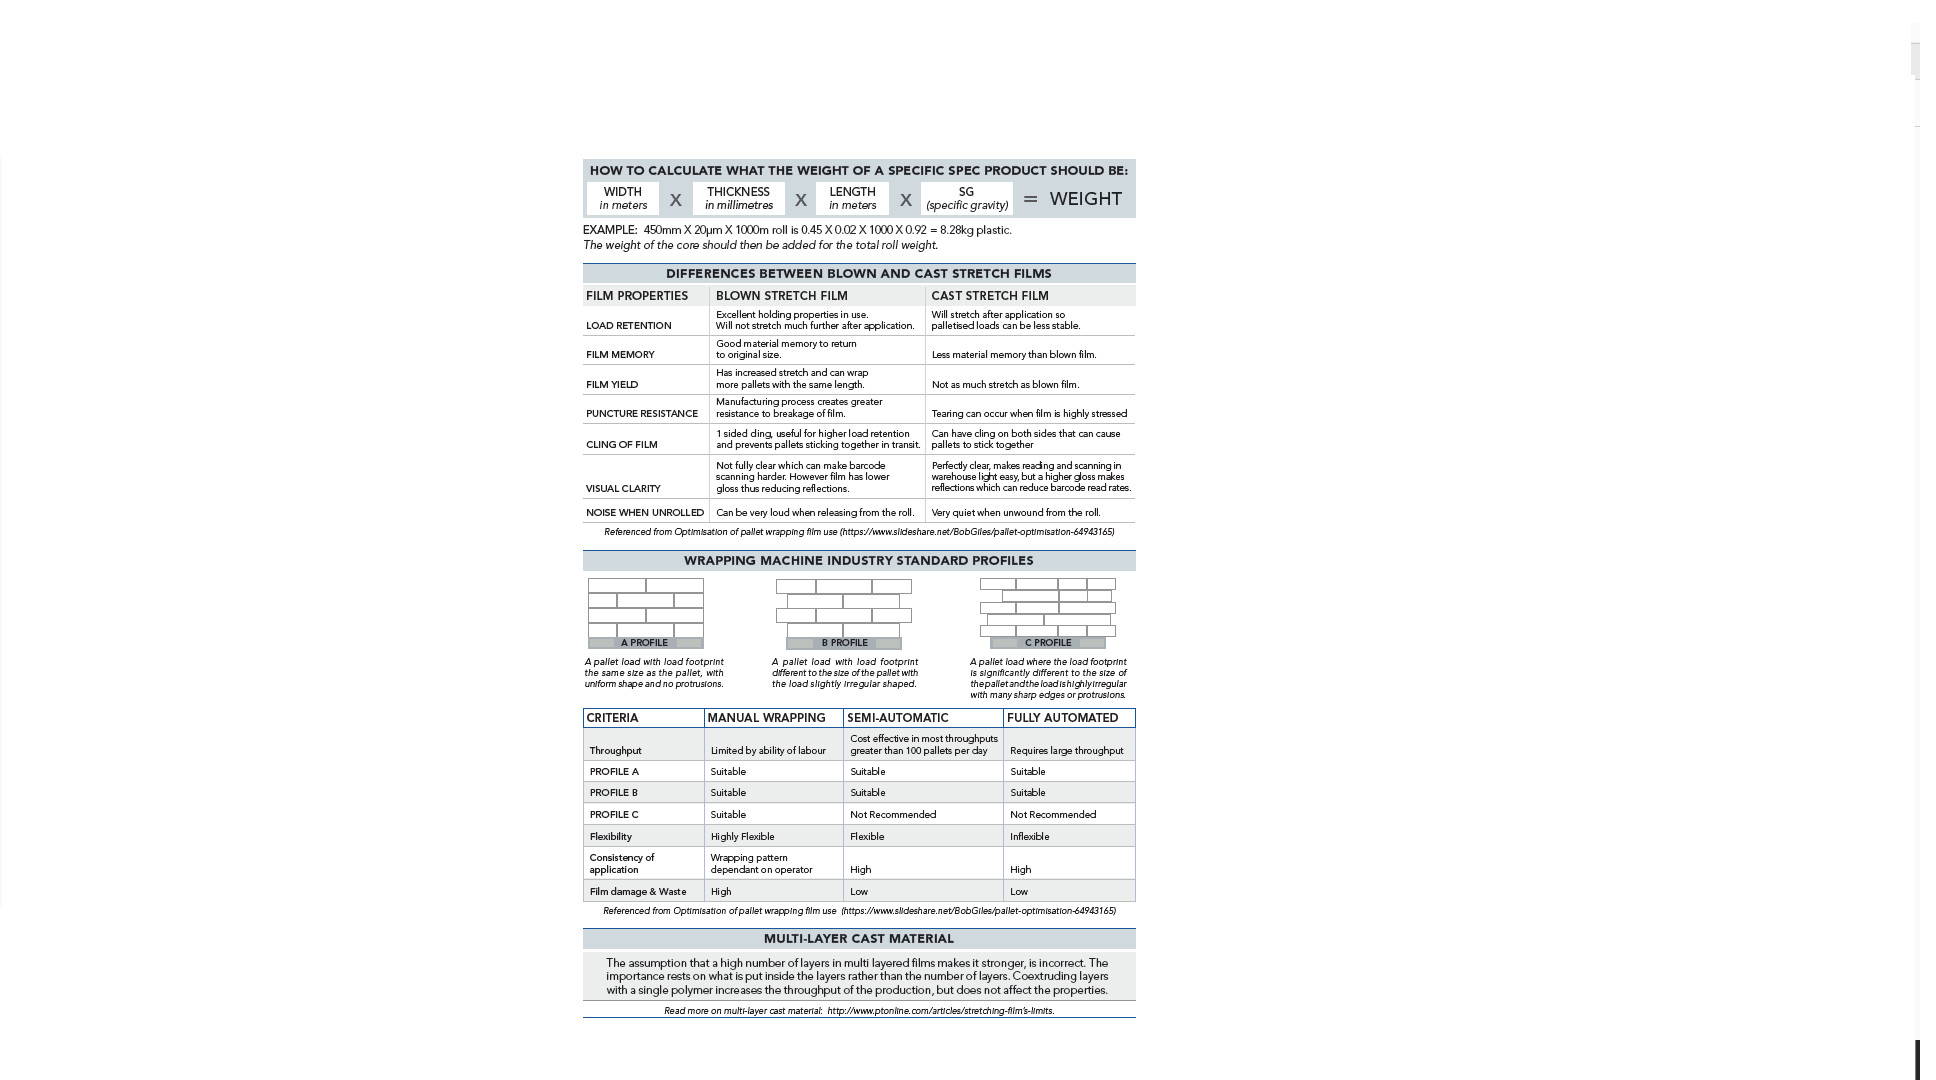 HOW TO CALCULATE WHAT THE WEIGHT OF A SPECIFIC SPEC PRODUCT SHOULD BE:
WIDTH in meters X THICKNESS in millimetres X LENGTH in meters X SG (specific gravity) = WEIGHT
EXAMPLE: 450mm X 20µm X 1000m roll is 0.45 X 0.02 X 1000 X 0.92 = 8.28kg plastic.
The weight of the core should then be added for the total roll weight.
DIFFERENCES BETWEEN BLOWN AND CAST STRETCH FILMS
FILM PROPERTIES BLOWN STRETCH FILM CAST STRETCH FILM
LOAD RETENTION
Excellent holding properties in use.
Will not stretch much further after application.
Will stretch after application so
palletised loads can be less stable.
FILM MEMORY
Good material memory to return
to original size.
Less material memory than blown film.
FILM YIELD
Has increased stretch and can wrap
more pallets with the same length.
Not as much stretch as blown film.
PUNCTURE RESISTANCE
Manufacturing process creates greater
resistance to breakage of film.
Tearing can occur when film is highly stressed
CLING OF FILM
1 sided cling, useful for higher load retention
and prevents pallets sticking together in transit.
Can have cling on both sides that can cause
pallets to stick together
VISUAL CLARITY
Not fully clear which can make barcode
scanning harder. However film has lower
gloss thus reducing reflections.
Perfectly clear, makes reading and scanning in
warehouse light easy, but a higher gloss makes
reflections which can reduce barcode read rates.
NOISE WHEN UNROLLED
Can be very loud when releasing from the roll.
Very quiet when unwound from the roll.
Referenced from Optimisation of pallet wrapping film use (https://www.slideshare.net/BobGiles/pallet-optimisation-64943165)
WRAPPING MACHINE INDUSTRY STANDARD PROFILES
A PROFILE
A pallet load with load footprint
the same size as the pallet, with
uniform shape and no protrusions.
B PROFILE
A pallet load with load footprint
different to the size of the pallet with
the load slightly irregular shaped.
C PROFILE
A pallet load where the load footprint
is significantly different to the size of
the pallet and the load is highly irregular
with many sharp edges or protrusions.
CRITERIA MANUAL WRAPPING SEMI-AUTOMATIC FULLY AUTOMATED
Throughput
Limited by ability of labour
Cost effective in most throughputs
greater than 100 pallets per day
Requires large throughput
PROFILE A Suitable Suitable Suitable
PROFILE B Suitable Suitable Suitable
PROFILE C Suitable Not Recommended Not Recommended
Flexibility Highly Flexible Flexible Inflexible
Consistency of
application
Wrapping pattern
dependant on operator
High
High
Film damage & Waste High Low Low
Referenced from Optimisation of pallet wrapping film use (https://www.slideshare.net/BobGiles/pallet-optimisation-64943165)
MULTI-LAYER CAST MATERIAL
The assumption that a high number of layers in multi layered films makes it stronger, is incorrect. The
importance rests on what is put inside the layers rather than the number of layers. Coextruding layers
with a single polymer increases the throughput of the production, but does not affect the properties.
Read more on multi-layer cast material: http://www.ptonline.com/articles/stretching-film's-limits.